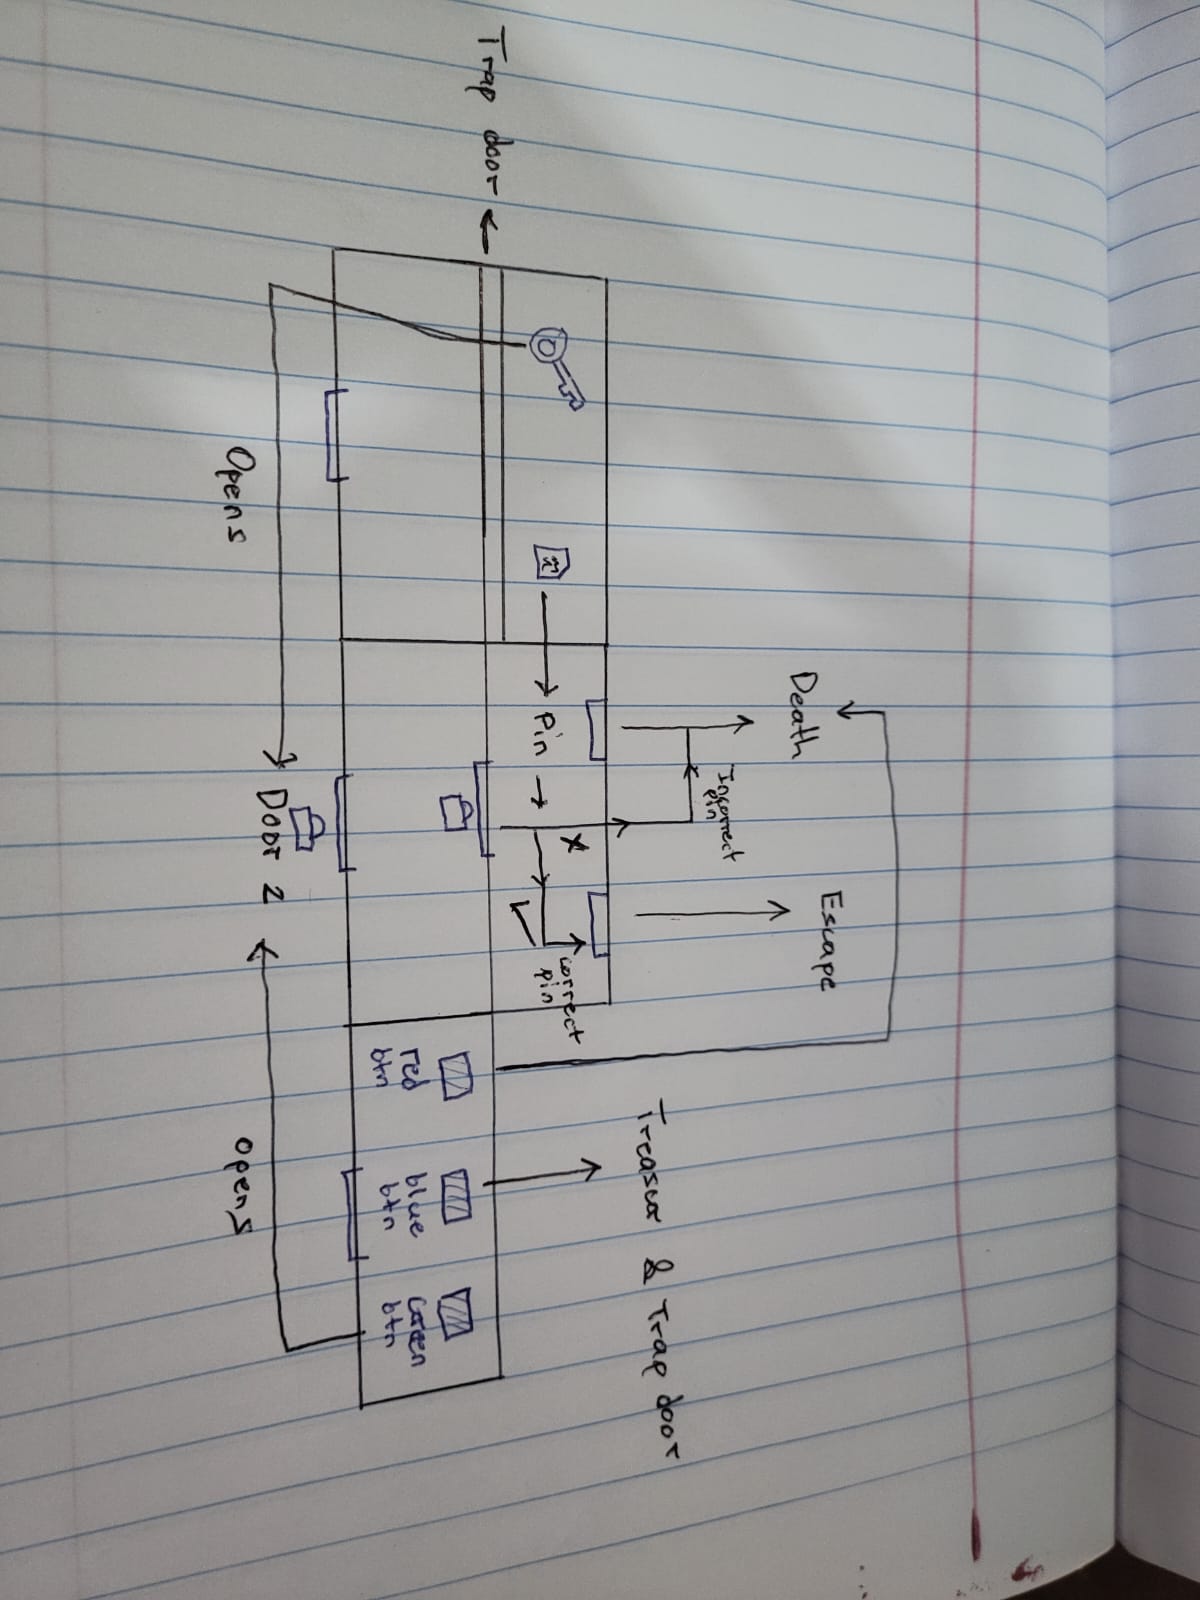 Death
Escape
Incorrect
pin
Treasur & Trap door
x
Pin
correct
pin
Trap door
red
btn
blue
btn
Green
btn
Door 2
Opens
opens